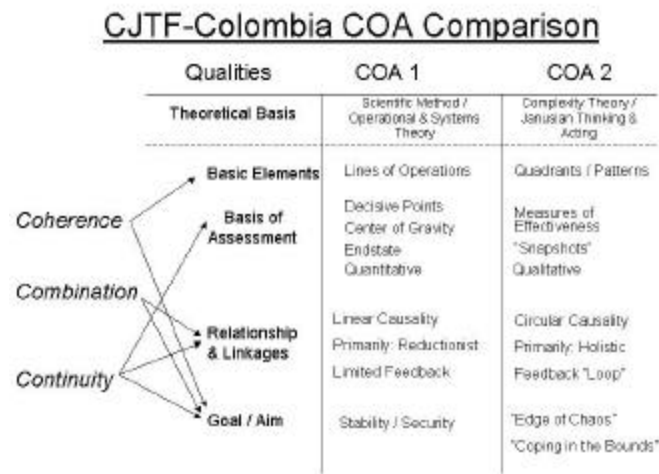 CJTF-Colombia COA Comparison
Qualities COA 1 COA 2
Theoretical Basis
Scientific Method /
Operational & Systems
Theory
Complexity Theory /
Janusian Thinking &
Acting
Coherence
Combination
Continuity
Basic Elements
Lines of Operations
Quadrants / Patterns
Basis of
Assessment
Decisive Points
Center of Gravity
Endstate
Quantitative
Measures of
Effectiveness
"Snapshots"
Qualitative
Relationship
& Linkages
Linear Causality
Primarily: Reductionist
Limited Feedback
Circular Causality
Primarily: Holistic
Feedback "Loop"
Goal / Aim
Stability / Security
"Edge of Chaos"
"Coping in the Bounds"